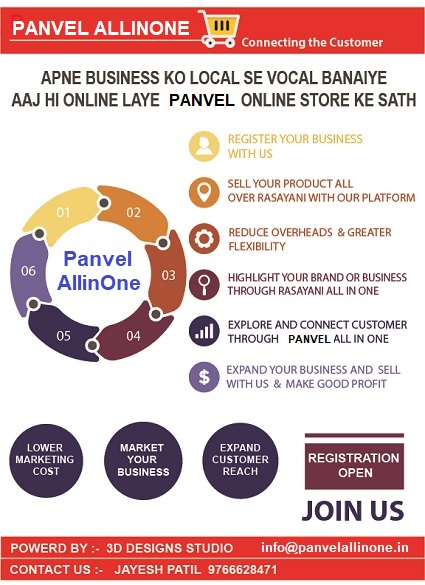 PANVEL ALLINONE
Connecting the Customer
APNE BUSINESS KO LOCAL SE VOCAL BANAIYE
AAJ HI ONLINE LAYE PANVEL ONLINE STORE KE SATH
REGISTER YOUR BUSINESS
WITH US
SELL YOUR PRODUCT ALL
OVER RASAYANI WITH OUR PLATFORM
REDUCE OVERHEADS & GREATER
FLEXIBILITY
HIGHLIGHT YOUR BRAND OR BUSINESS
THROUGH RASAYANI ALL IN ONE
EXPLORE AND CONNECT CUSTOMER
THROUGH PANVEL ALL IN ONE
$
EXPAND YOUR BUSINESS AND SELL
WITH US & MAKE GOOD PROFIT
01
02
03
04
05
06
Panvel
AllinOne
LOWER
MARKETING
COST
MARKET
YOUR
BUSINESS
EXPAND
CUSTOMER
REACH
REGISTRATION
OPEN
JOIN US
POWERD BY :- 3D DESIGNS STUDIO info@panvelallinone.in
CONTACT US :- JAYESH PATIL 9766628471